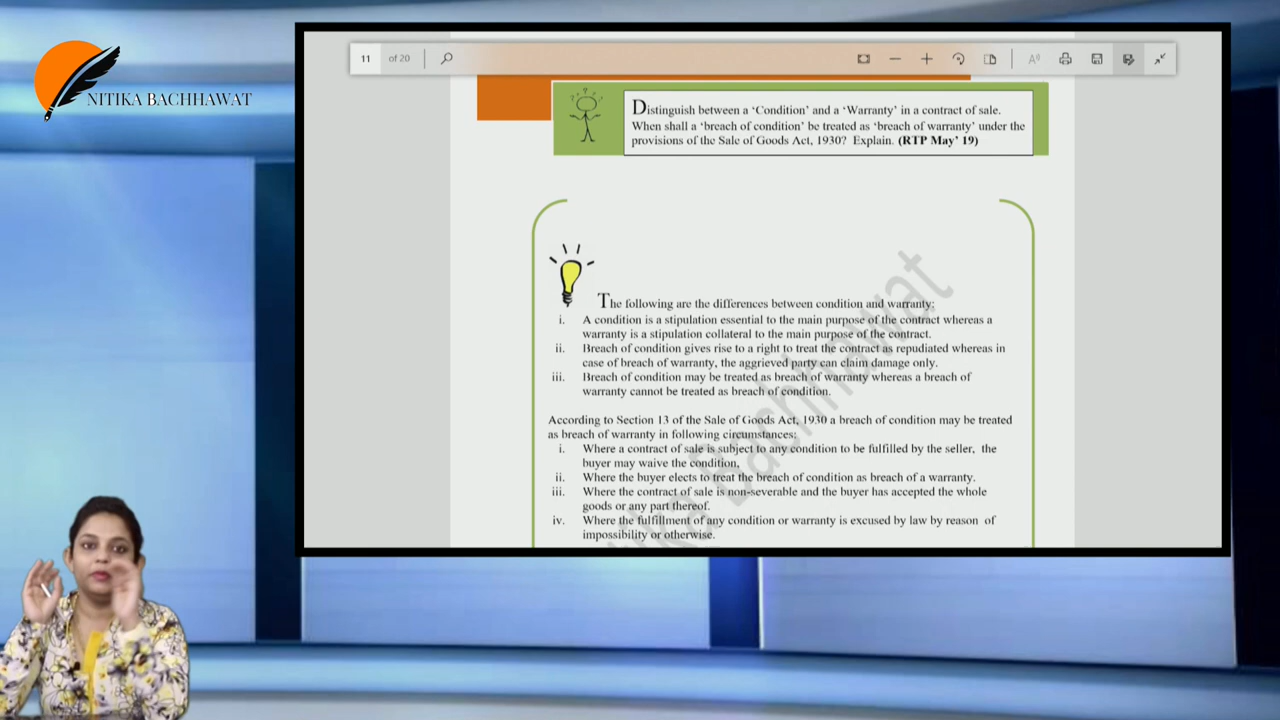 NITIKA BACHHAWAT
11 of 20
Distinguish between a ‘Condition’ and a ‘Warranty’ in a contract of sale.
When shall a ‘breach of condition’ be treated as ‘breach of warranty’ under the
provisions of the Sale of Goods Act, 1930? Explain. (RTP May’ 19)
The following are the differences between condition and warranty:
i. A condition is a stipulation essential to the main purpose of the contract whereas a
warranty is a stipulation collateral to the main purpose of the contract.
ii. Breach of condition gives rise to a right to treat the contract as repudiated whereas in
case of breach of warranty, the aggrieved party can claim damage only.
iii. Breach of condition may be treated as breach of warranty whereas a breach of
warranty cannot be treated as breach of condition.
According to Section 13 of the Sale of Goods Act, 1930 a breach of condition may be treated
as breach of warranty in following circumstances:
i. Where a contract of sale is subject to any condition to be fulfilled by the seller, the
buyer may waive the condition,
ii. Where the buyer elects to treat the breach of condition as breach of a warranty.
iii. Where the contract of sale is non-severable and the buyer has accepted the whole
goods or any part thereof.
iv. Where the fulfillment of any condition or warranty is excused by law by reason of
impossibility or otherwise.
Bachhawat